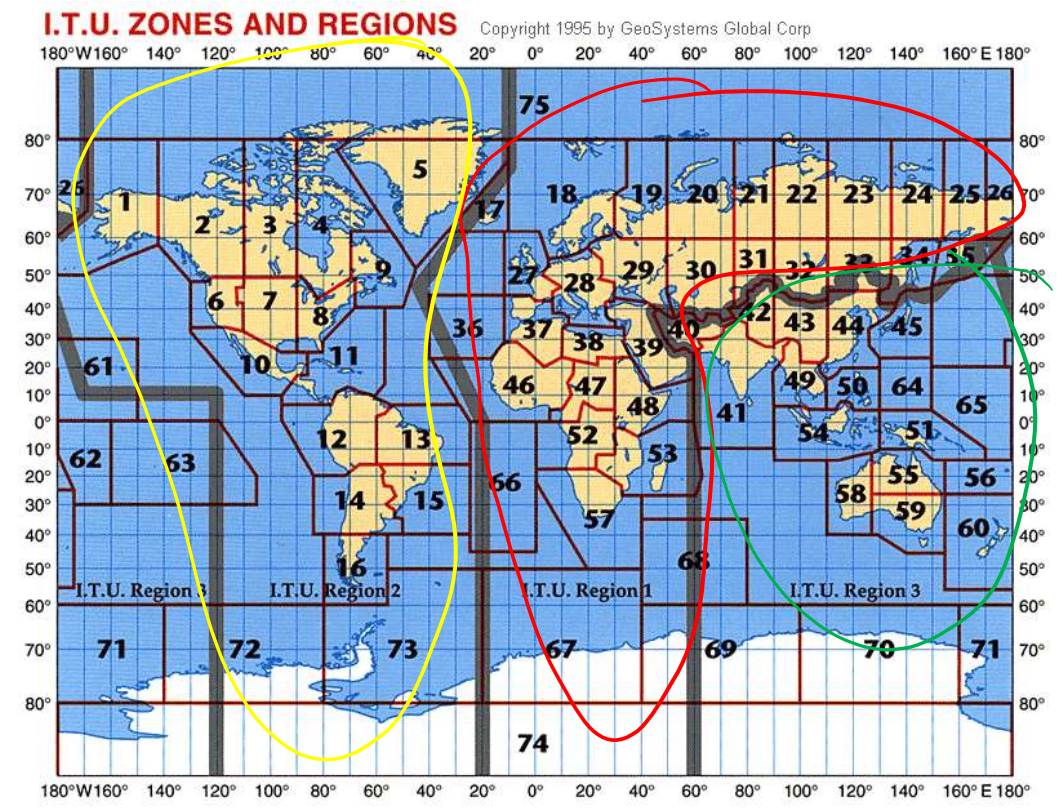 I.T.U. ZONES AND REGIONS Copyright 1995 by GeoSystems Global Corp
180°W160° 140° 120° 100° 80° 60° 40° 20° 0° 20° 40° 60° 80° 100° 120° 140° 160° E 180°
75
80° 80°
5
26 1 2 3 4 17 18 19 20 21 22 23 24 25 26
70° 70°
60° 60°
9 27 28 29 30 31 32 33 34 35
50° 50°
6 7 8 36 37 38 39 40 42 43 44 45
40° 40°
30° 30°
61 10 11 46 47 48 41 49 50 64 65
20° 20°
10° 10°
0° 0°
62 63 12 13 52 53 54 51
10° 10°
14 15 66 57 58 55 59 56 60
20° 20°
30° 30°
40° 40°
16 68
50° 50°
I.T.U. Region 3 I.T.U. Region 2 I.T.U. Region 1 I.T.U. Region 3
60° 60°
71 72 73 67 69 70 71
70° 70°
80° 80°
74
180°W160° 140° 120° 100° 80° 60° 40° 20° 0° 20° 40° 60° 80° 100° 120° 140° 160° E 180°